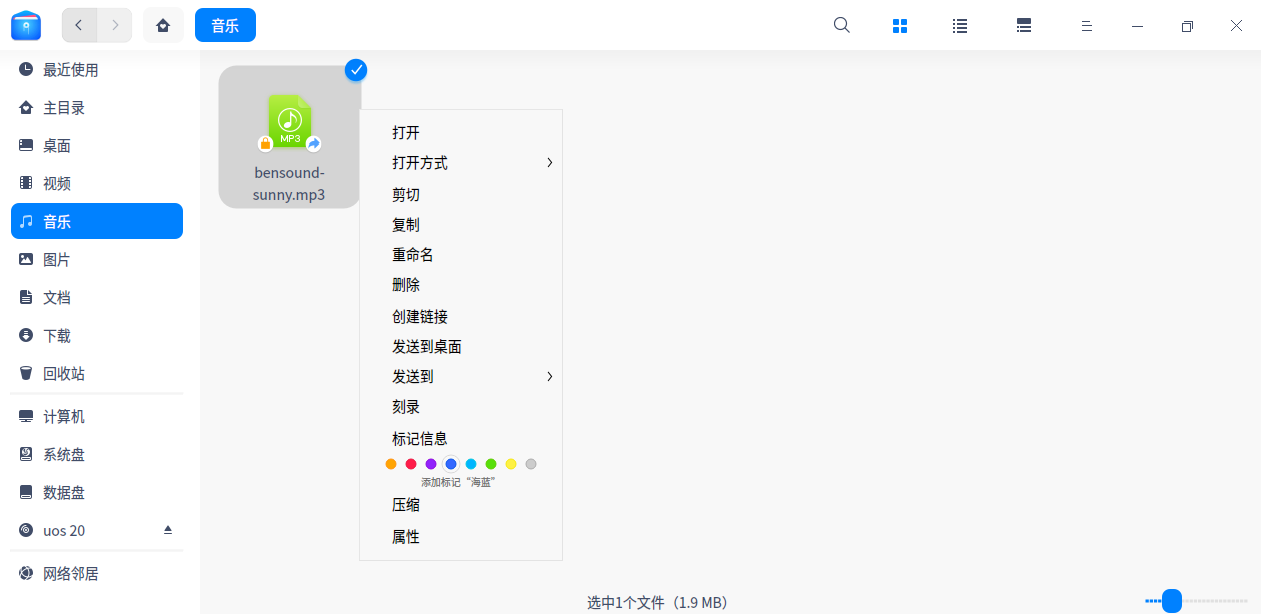 音乐
最近使用
主目录
桌面
视频
音乐
图片
文档
下载
回收站
计算机
系统盘
数据盘
uos 20
网络邻居
MP3
bensound-
sunny.mp3
打开
打开方式
剪切
复制
重命名
删除
创建链接
发送到桌面
发送到
刻录
标记信息
添加标记“海蓝”
压缩
属性
选中1个文件（1.9 MB）